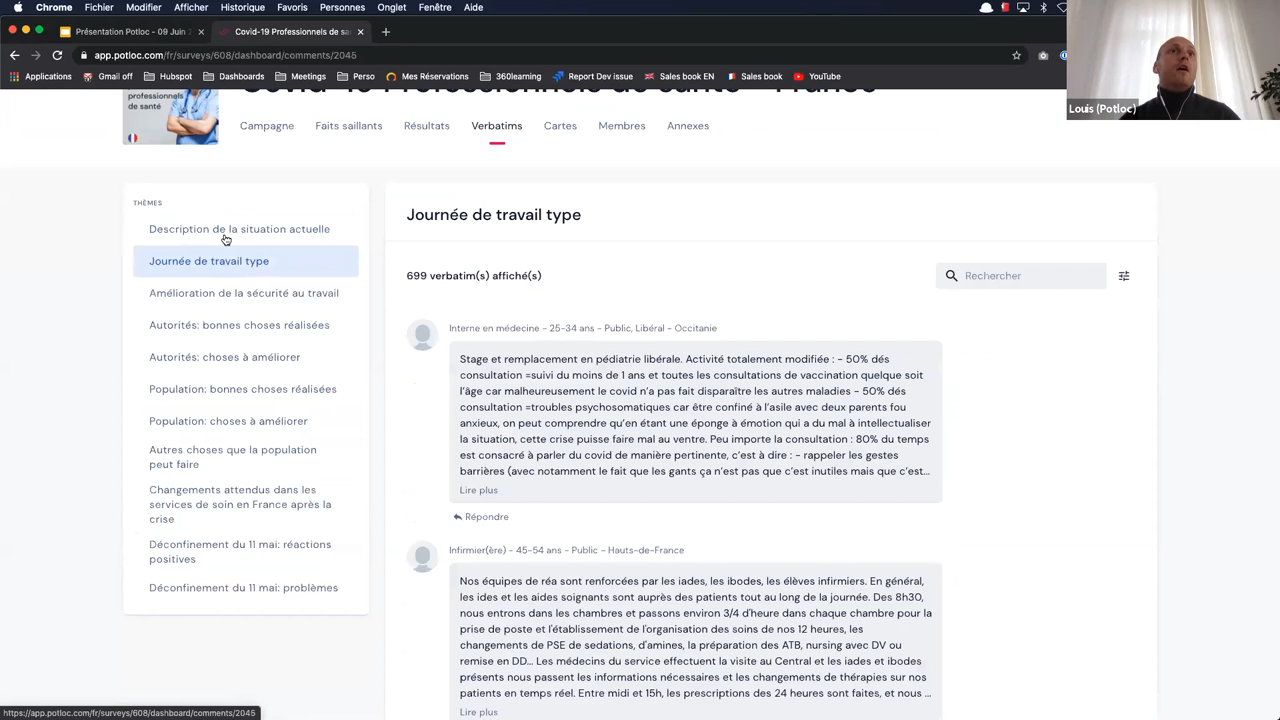 Chrome Fichier Modifier Afficher Historique Favoris Personnes Onglet Fenêtre Aide
Présentation Potloc - 09 Juin 2
Covid-19 Professionnels de sa
app.potloc.com/fr/surveys/608/dashboard/comments/2045
Applications Gmail off Hubspot Dashboards Meetings Perso Mes Réservations 360learning Report Dev issue Sales book EN Sales book YouTube
Louis (Potloc)
professionnels
de santé
Covid-19 Professionnels de santé - France
Campagne Faits saillants Résultats Verbatims Cartes Membres Annexes
THÈMES
Description de la situation actuelle
Journée de travail type
Amélioration de la sécurité au travail
Autorités: bonnes choses réalisées
Autorités: choses à améliorer
Population: bonnes choses réalisées
Population: choses à améliorer
Autres choses que la population
peut faire
Changements attendus dans les
services de soin en France après la
crise
Déconfinement du 11 mai: réactions
positives
Déconfinement du 11 mai: problèmes
Journée de travail type
699 verbatim(s) affiché(s)
Rechercher
Interne en médecine - 25-34 ans - Public, Libéral - Occitanie
Stage et remplacement en pédiatrie libérale. Activité totalement modifiée : - 50% dés
consultation =suivi du moins de 1 ans et toutes les consultations de vaccination quelque soit
l'âge car malheureusement le covid n'a pas fait disparaître les autres maladies - 50% dés
consultation =troubles psychosomatiques car être confiné à l'asile avec deux parents fou
anxieux, on peut comprendre qu'en étant une éponge à émotion qui a du mal à intellectualiser
la situation, cette crise puisse faire mal au ventre. Peu importe la consultation : 80% du temps
est consacré à parler du covid de manière pertinente, c'est à dire : - rappeler les gestes
barrières (avec notamment le fait que les gants ça n'est pas que c'est inutiles mais que c'est...
Lire plus
Répondre
Infirmier(ère) - 45-54 ans - Public - Hauts-de-France
Nos équipes de réa sont renforcées par les iades, les ibodes, les élèves infirmiers. En général,
les ides et les aides soignants sont auprès des patients tout au long de la journée. Des 8h30,
nous entrons dans les chambres et passons environ 3/4 d'heure dans chaque chambre pour la
prise de poste et l'établissement de l'organisation des soins de nos 12 heures, les
changements de PSE de sedations, d'amines, la préparation des ATB, nursing avec DV ou
remise en DD... Les médecins du service effectuent la visite au Central et les iades et ibodes
présents nous passent les informations nécessaires et les changements de thérapies sur nos
patients en temps réel. Entre midi et 15h, les prescriptions des 24 heures sont faites, et nous ...
Lire plus
https://app.potloc.com/fr/surveys/608/dashboard/comments/2045